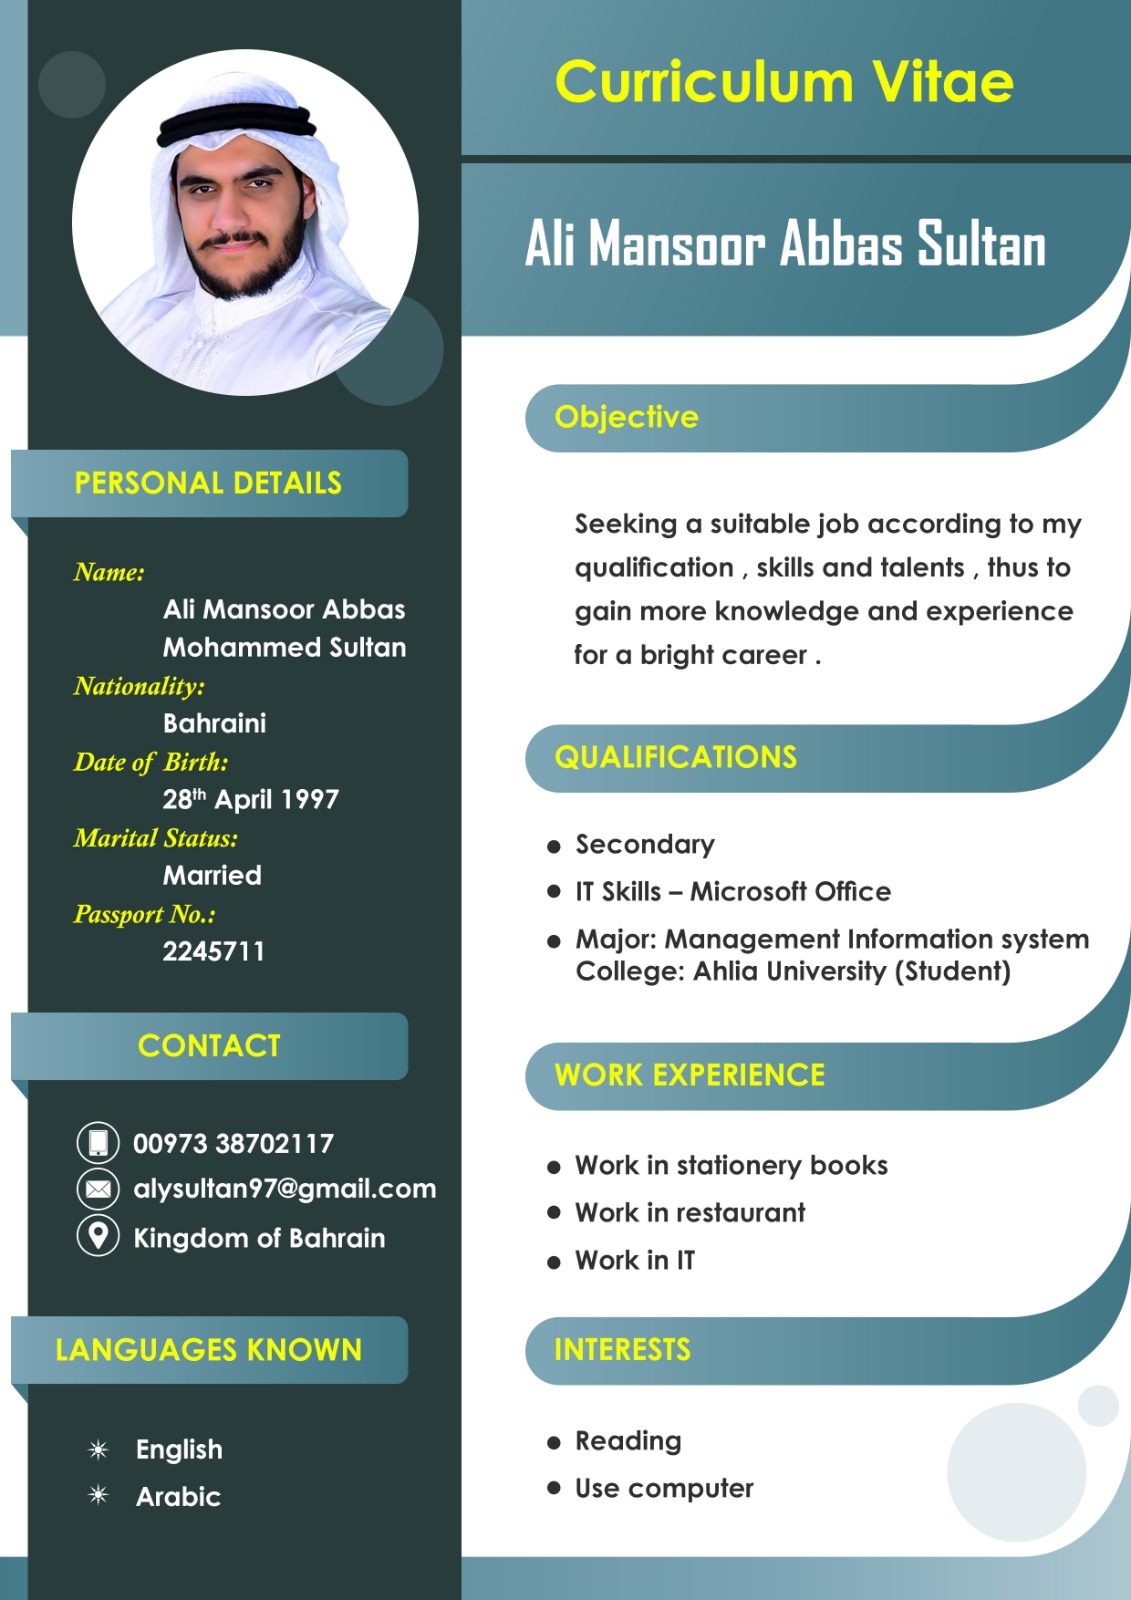 Curriculum Vitae
Ali Mansoor Abbas Sultan
PERSONAL DETAILS
Name:
Ali Mansoor Abbas
Mohammed Sultan
Nationality:
Bahraini
Date of Birth:
28th April 1997
Marital Status:
Married
Passport No.:
2245711
CONTACT
00973 38702117
alysultan97@gmail.com
Kingdom of Bahrain
LANGUAGES KNOWN
English
Arabic
Objective
Seeking a suitable job according to my
qualification , skills and talents , thus to
gain more knowledge and experience
for a bright career .
QUALIFICATIONS
• Secondary
• IT Skills – Microsoft Office
• Major: Management Information system
College: Ahlia University (Student)
WORK EXPERIENCE
• Work in stationery books
• Work in restaurant
• Work in IT
INTERESTS
• Reading
• Use computer